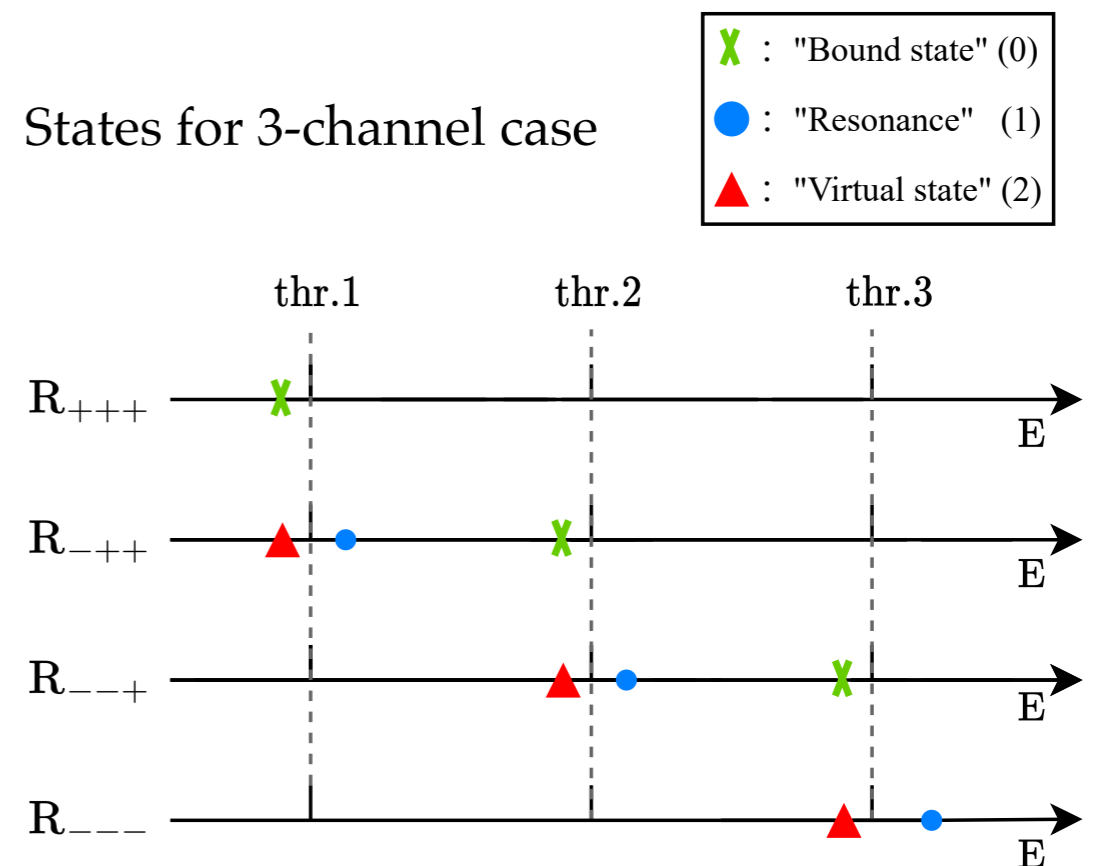 : "Bound state" (0)
States for 3-channel case
: "Resonance" (1)
: "Virtual state" (2)
thr.1 thr.2 thr.3
R₊₊₊
E
R₋₊₊
E
R₋₋₊
E
R₋₋₋
E